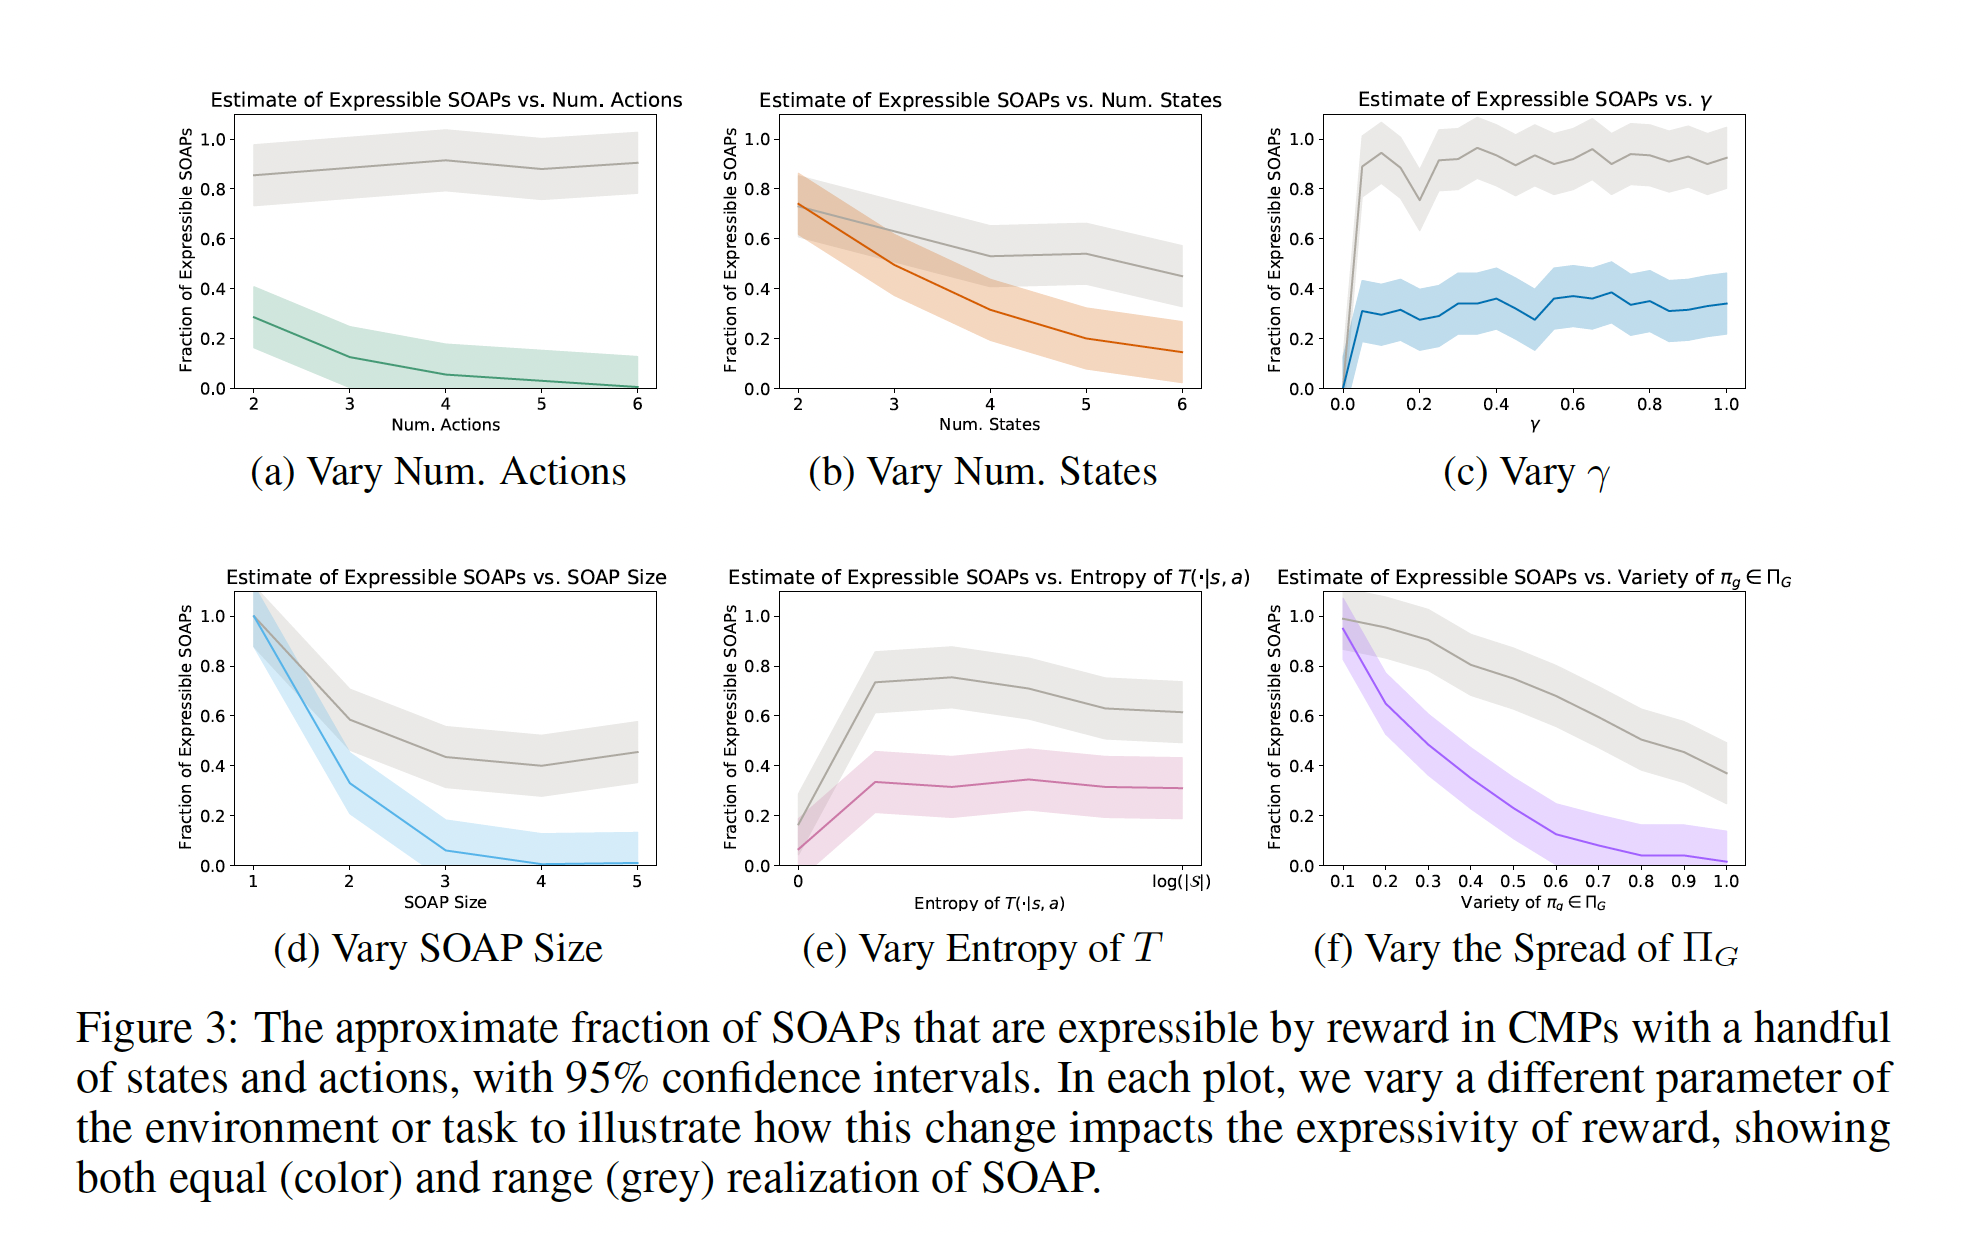 Estimate of Expressible SOAPs vs. Num. Actions
Fraction of Expressible SOAPs
1.0
0.8
0.6
0.4
0.2
0.0
2 3 4 5 6
Num. Actions
(a) Vary Num. Actions
Estimate of Expressible SOAPs vs. Num. States
Fraction of Expressible SOAPs
1.0
0.8
0.6
0.4
0.2
0.0
2 3 4 5 6
Num. States
(b) Vary Num. States
Estimate of Expressible SOAPs vs. γ
Fraction of Expressible SOAPs
1.0
0.8
0.6
0.4
0.2
0.0
0.0 0.2 0.4 0.6 0.8 1.0
γ
(c) Vary γ
Estimate of Expressible SOAPs vs. SOAP Size
Fraction of Expressible SOAPs
1.0
0.8
0.6
0.4
0.2
0.0
1 2 3 4 5
SOAP Size
(d) Vary SOAP Size
Estimate of Expressible SOAPs vs. Entropy of T(·|s, a)
Fraction of Expressible SOAPs
1.0
0.8
0.6
0.4
0.2
0.0
0 log(|S|)
Entropy of T(·|s, a)
(e) Vary Entropy of T
Estimate of Expressible SOAPs vs. Variety of π_g ∈ Π_G
Fraction of Expressible SOAPs
1.0
0.8
0.6
0.4
0.2
0.0
0.1 0.2 0.3 0.4 0.5 0.6 0.7 0.8 0.9 1.0
Variety of π_g ∈ Π_G
(f) Vary the Spread of Π_G
Figure 3: The approximate fraction of SOAPs that are expressible by reward in CMPs with a handful
of states and actions, with 95% confidence intervals. In each plot, we vary a different parameter of
the environment or task to illustrate how this change impacts the expressivity of reward, showing
both equal (color) and range (grey) realization of SOAP.